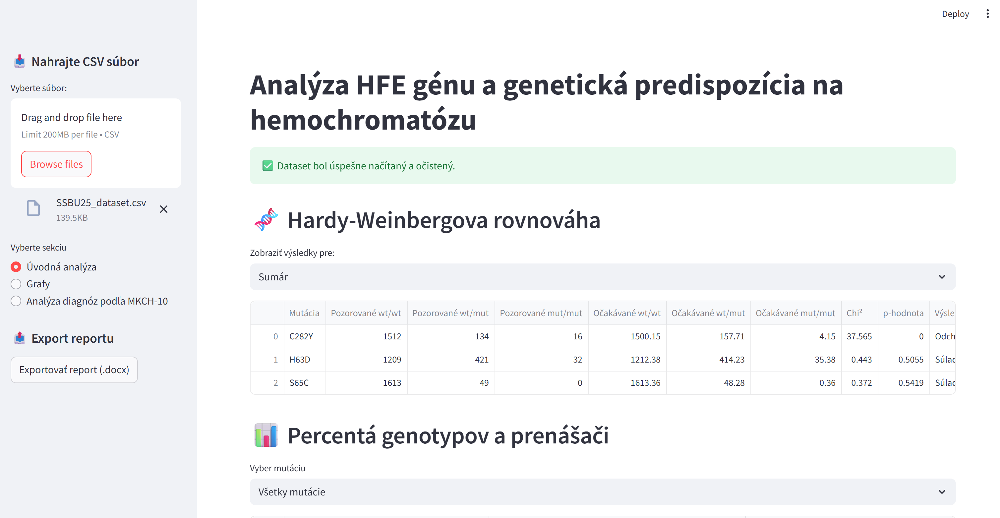 Deploy
Nahrajte CSV súbor
Vyberte súbor:
Drag and drop file here
Limit 200MB per file • CSV
Browse files
SSBU25_dataset.csv
139.5KB
Vyberte sekciu
Úvodná analýza
Grafy
Analýza diagnóz podľa MKCH-10
Export reportu
Exportovať report (.docx)
Analýza HFE génu a genetická predispozícia na
hemochromatózu
Dataset bol úspešne načítaný a očistený.
Hardy-Weinbergova rovnováha
Zobraziť výsledky pre:
Sumár
Mutácia Pozorované wt/wt Pozorované wt/mut Pozorované mut/mut Očakávané wt/wt Očakávané wt/mut Očakávané mut/mut Chi² p-hodnota
0 C282Y 1512 134 16 1500.15 157.71 4.15 37.565 0
1 H63D 1209 421 32 1212.38 414.23 35.38 0.443 0.5055
2 S65C 1613 49 0 1613.36 48.28 0.36 0.372 0.5419
Percentá genotypov a prenášači
Vyber mutáciu
Všetky mutácie